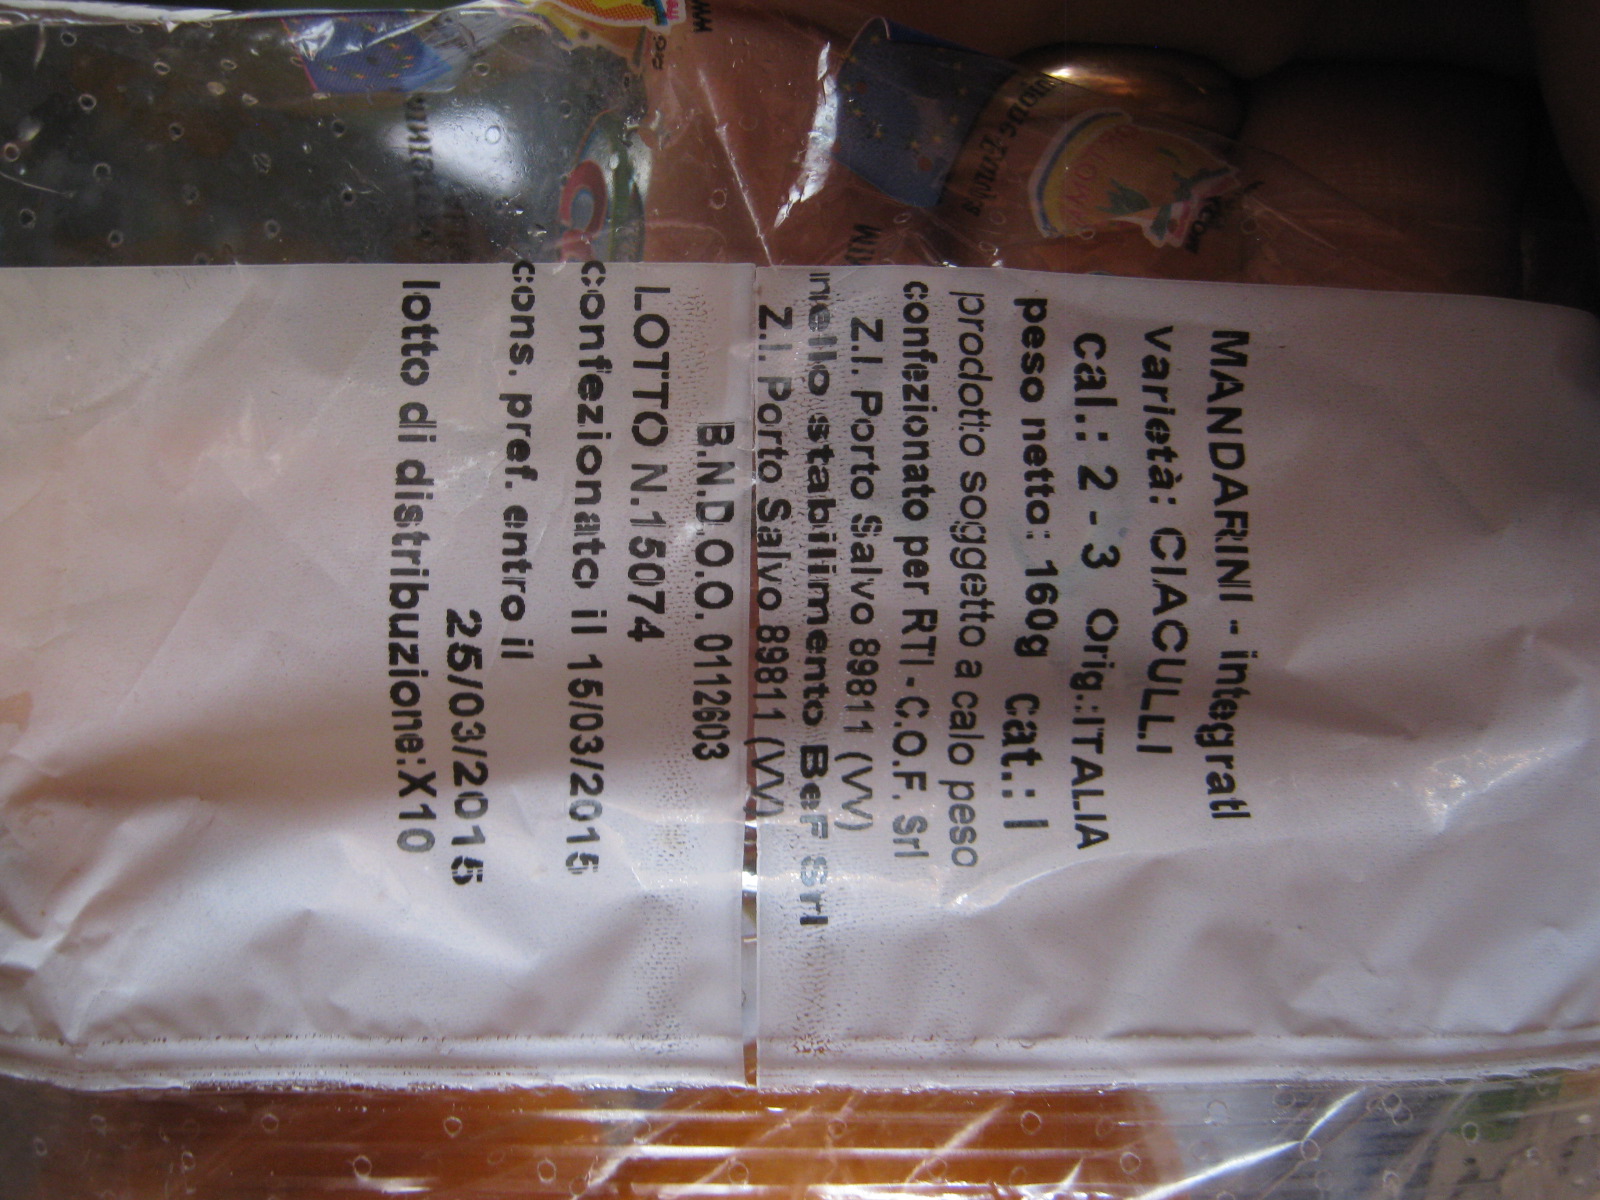 MANDARINI - integrati
varietà: CIACULLI
cal.: 2 - 3 Orig.:ITALIA
peso netto: 160g cat.: I
prodotto soggetto a calo peso
confezionato per RTI - C.O.F. Srl
Z.I. Porto Salvo 89811 (VV)
nello stabilimento BeF Srl
Z.I. Porto Salvo 89811 (VV)
B.N.D.O.O. 0112603
LOTTO N.15074
confezionato il 15/03/2015
cons. pref. entro il
25/03/2015
lotto di distribuzione:X10